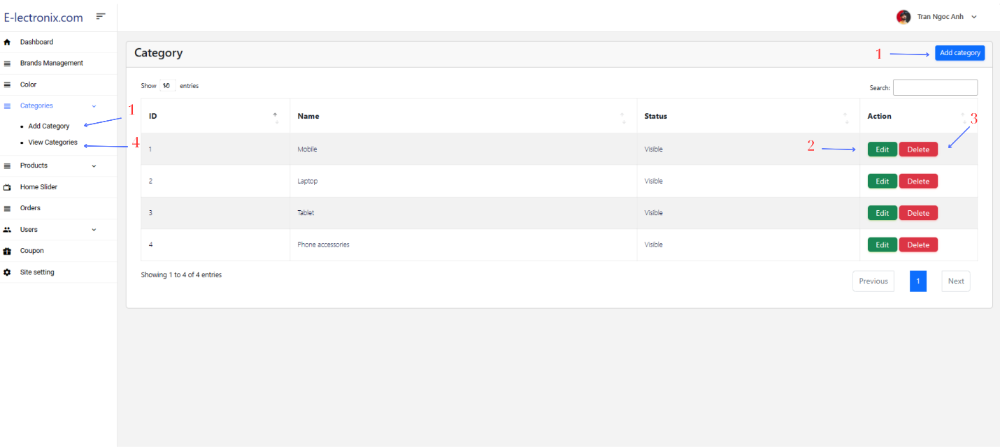 E-lectronix.com
Tran Ngoc Anh
Dashboard
Brands Management
Color
Categories
Add Category
View Categories
Products
Home Slider
Orders
Users
Coupon
Site setting
1
4
Category
1 Add category
Show entries
Search:
ID Name Status Action
3
1 Mobile Visible 2 Edit Delete
2 Laptop Visible Edit Delete
3 Tablet Visible Edit Delete
4 Phone accessories Visible Edit Delete
Showing 1 to 4 of 4 entries
Previous 1 Next